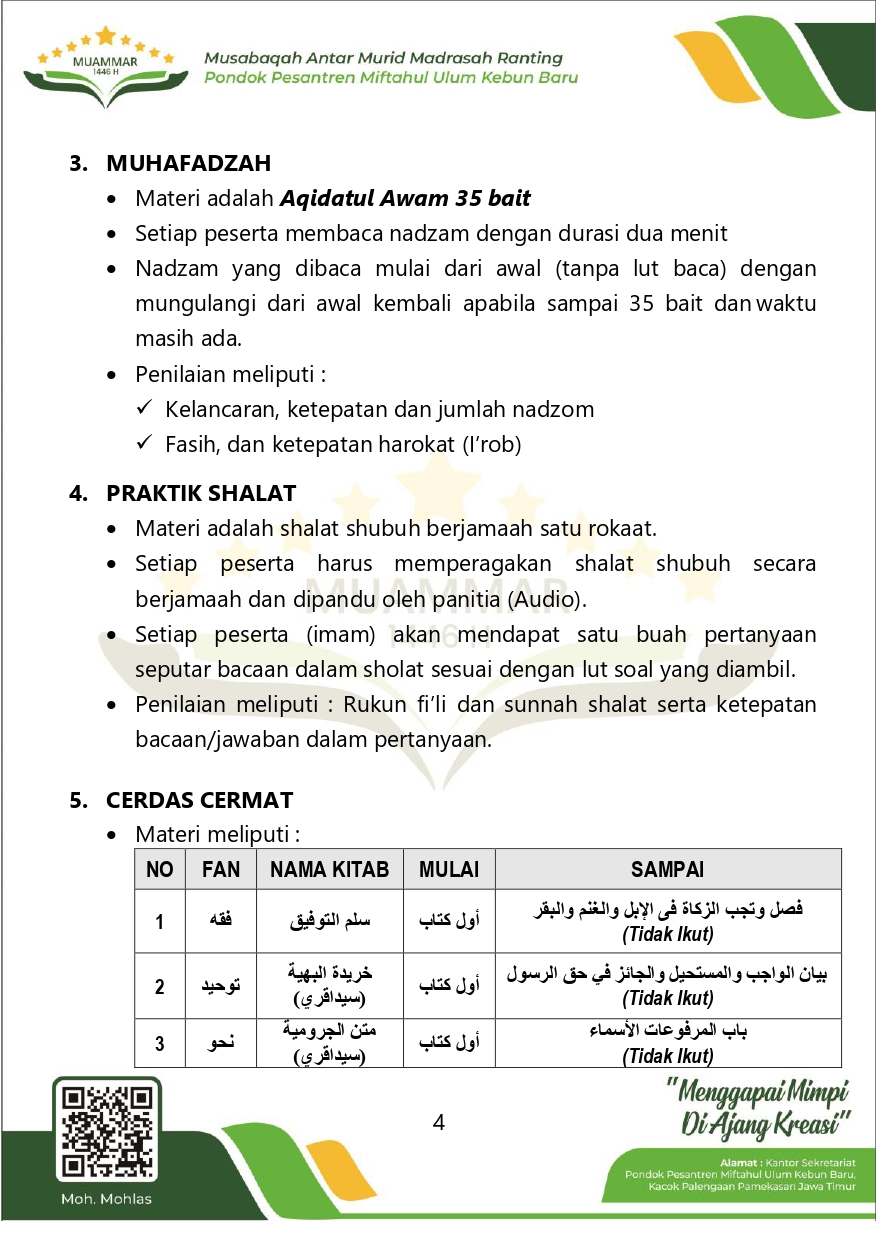 MUAMMAR
1446 H
Musabaqah Antar Murid Madrasah Ranting
Pondok Pesantren Miftahul Ulum Kebun Baru
3. MUHAFADZAH
• Materi adalah Aqidatul Awam 35 bait
• Setiap peserta membaca nadzam dengan durasi dua menit
• Nadzam yang dibaca mulai dari awal (tanpa lut baca) dengan
mungulangi dari awal kembali apabila sampai 35 bait dan waktu
masih ada.
• Penilaian meliputi :
✓ Kelancaran, ketepatan dan jumlah nadzom
✓ Fasih, dan ketepatan harokat (I’rob)
4. PRAKTIK SHALAT
• Materi adalah shalat shubuh berjamaah satu rokaat.
• Setiap peserta harus memperagakan shalat shubuh secara
MUAMMAR
berjamaah dan dipandu oleh panitia (Audio).
1446 H
• Setiap peserta (imam) akan mendapat satu buah pertanyaan
seputar bacaan dalam sholat sesuai dengan lut soal yang diambil.
• Penilaian meliputi : Rukun fi’li dan sunnah shalat serta ketepatan
bacaan/jawaban dalam pertanyaan.
5. CERDAS CERMAT
• Materi meliputi :
NO FAN NAMA KITAB MULAI SAMPAI
1 فقه سلم التوفيق أول كتاب فصل وتجب الزكاة فى الإبل والغنم والبقر
(Tidak Ikut)
2 توحيد خريدة البهية أول كتاب بيان الواجب والمستحيل والجائز في حق الرسول
(سيداقري) (Tidak Ikut)
3 نحو متن الجرومية أول كتاب باب المرفوعات الأسماء
(سيداقري) (Tidak Ikut)
4
"Menggapai Mimpi
Di Ajang Kreasi"
Moh. Mohlas
Alamat : Kantor Sekretariat
Pondok Pesantren Miftahul Ulum Kebun Baru,
Kacok Palengaan Pamekasan Jawa Timur